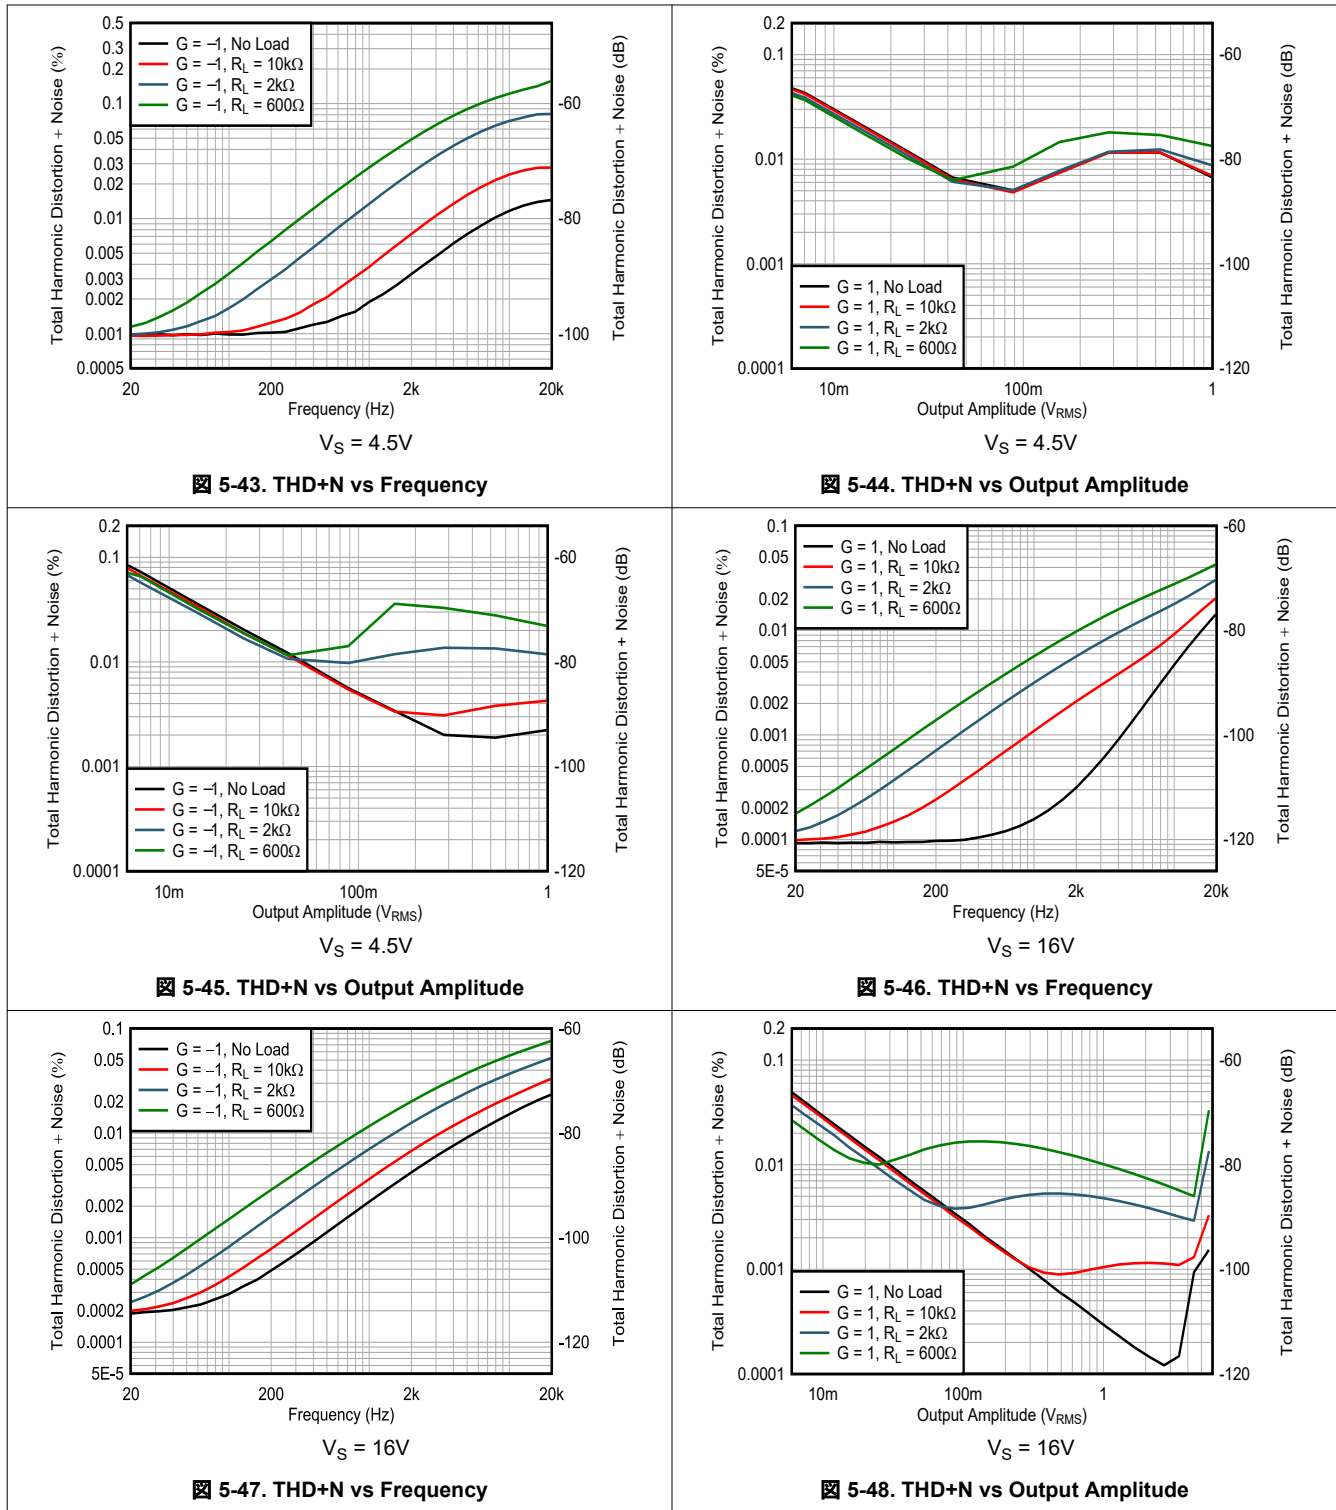 Total Harmonic Distortion + Noise (%)
0.5
0.3
0.2
0.1
0.05
0.03
0.02
0.01
0.005
0.003
0.002
0.001
0.0005
G = –1, No Load
G = –1, RL = 10kΩ
G = –1, RL = 2kΩ
G = –1, RL = 600Ω
-60
-80
-100
Total Harmonic Distortion + Noise (dB)
20
200
2k
20k
Frequency (Hz)
VS = 4.5V
図 5-43. THD+N vs Frequency
Total Harmonic Distortion + Noise (%)
0.2
0.1
0.01
0.001
0.0001
G = 1, No Load
G = 1, RL = 10kΩ
G = 1, RL = 2kΩ
G = 1, RL = 600Ω
-60
-80
-100
-120
Total Harmonic Distortion + Noise (dB)
10m
100m
1
Output Amplitude (VRMS)
VS = 4.5V
図 5-44. THD+N vs Output Amplitude
Total Harmonic Distortion + Noise (%)
0.2
0.1
0.01
0.001
0.0001
G = –1, No Load
G = –1, RL = 10kΩ
G = –1, RL = 2kΩ
G = –1, RL = 600Ω
-60
-80
-100
-120
Total Harmonic Distortion + Noise (dB)
10m
100m
1
Output Amplitude (VRMS)
VS = 4.5V
図 5-45. THD+N vs Output Amplitude
Total Harmonic Distortion + Noise (%)
0.1
0.05
0.02
0.01
0.005
0.002
0.001
0.0005
0.0002
0.0001
5E-5
G = 1, No Load
G = 1, RL = 10kΩ
G = 1, RL = 2kΩ
G = 1, RL = 600Ω
-60
-80
-100
-120
Total Harmonic Distortion + Noise (dB)
20
200
2k
20k
Frequency (Hz)
VS = 16V
図 5-46. THD+N vs Frequency
Total Harmonic Distortion + Noise (%)
0.1
0.05
0.02
0.01
0.005
0.002
0.001
0.0005
0.0002
0.0001
5E-5
G = –1, No Load
G = –1, RL = 10kΩ
G = –1, RL = 2kΩ
G = –1, RL = 600Ω
-60
-80
-100
-120
Total Harmonic Distortion + Noise (dB)
20
200
2k
20k
Frequency (Hz)
VS = 16V
図 5-47. THD+N vs Frequency
Total Harmonic Distortion + Noise (%)
0.2
0.1
0.01
0.001
0.0001
G = 1, No Load
G = 1, RL = 10kΩ
G = 1, RL = 2kΩ
G = 1, RL = 600Ω
-60
-80
-100
-120
Total Harmonic Distortion + Noise (dB)
10m
100m
1
Output Amplitude (VRMS)
VS = 16V
図 5-48. THD+N vs Output Amplitude